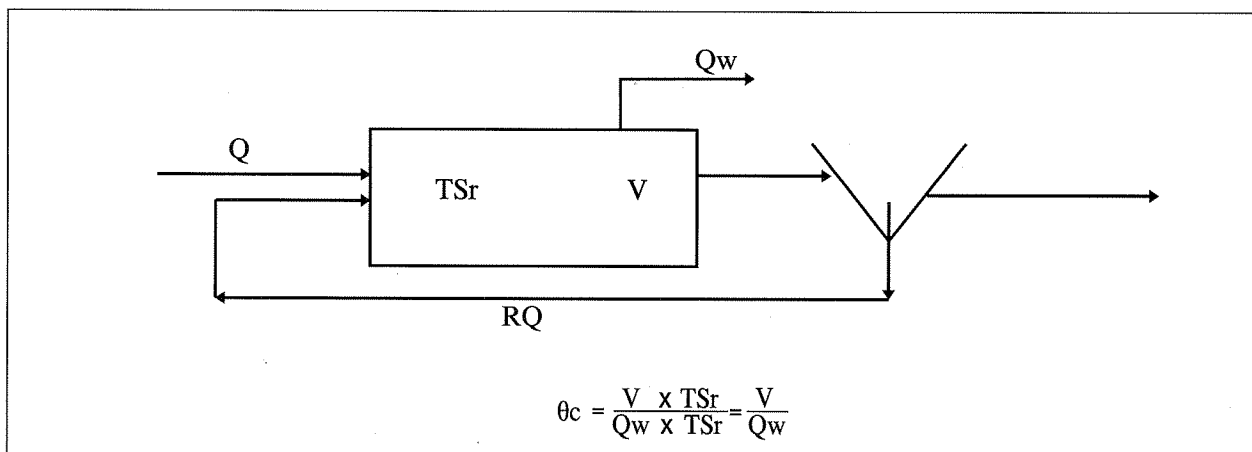 Qw
Q
TSr V
RQ
θc = V x TSr / Qw x TSr = V / Qw